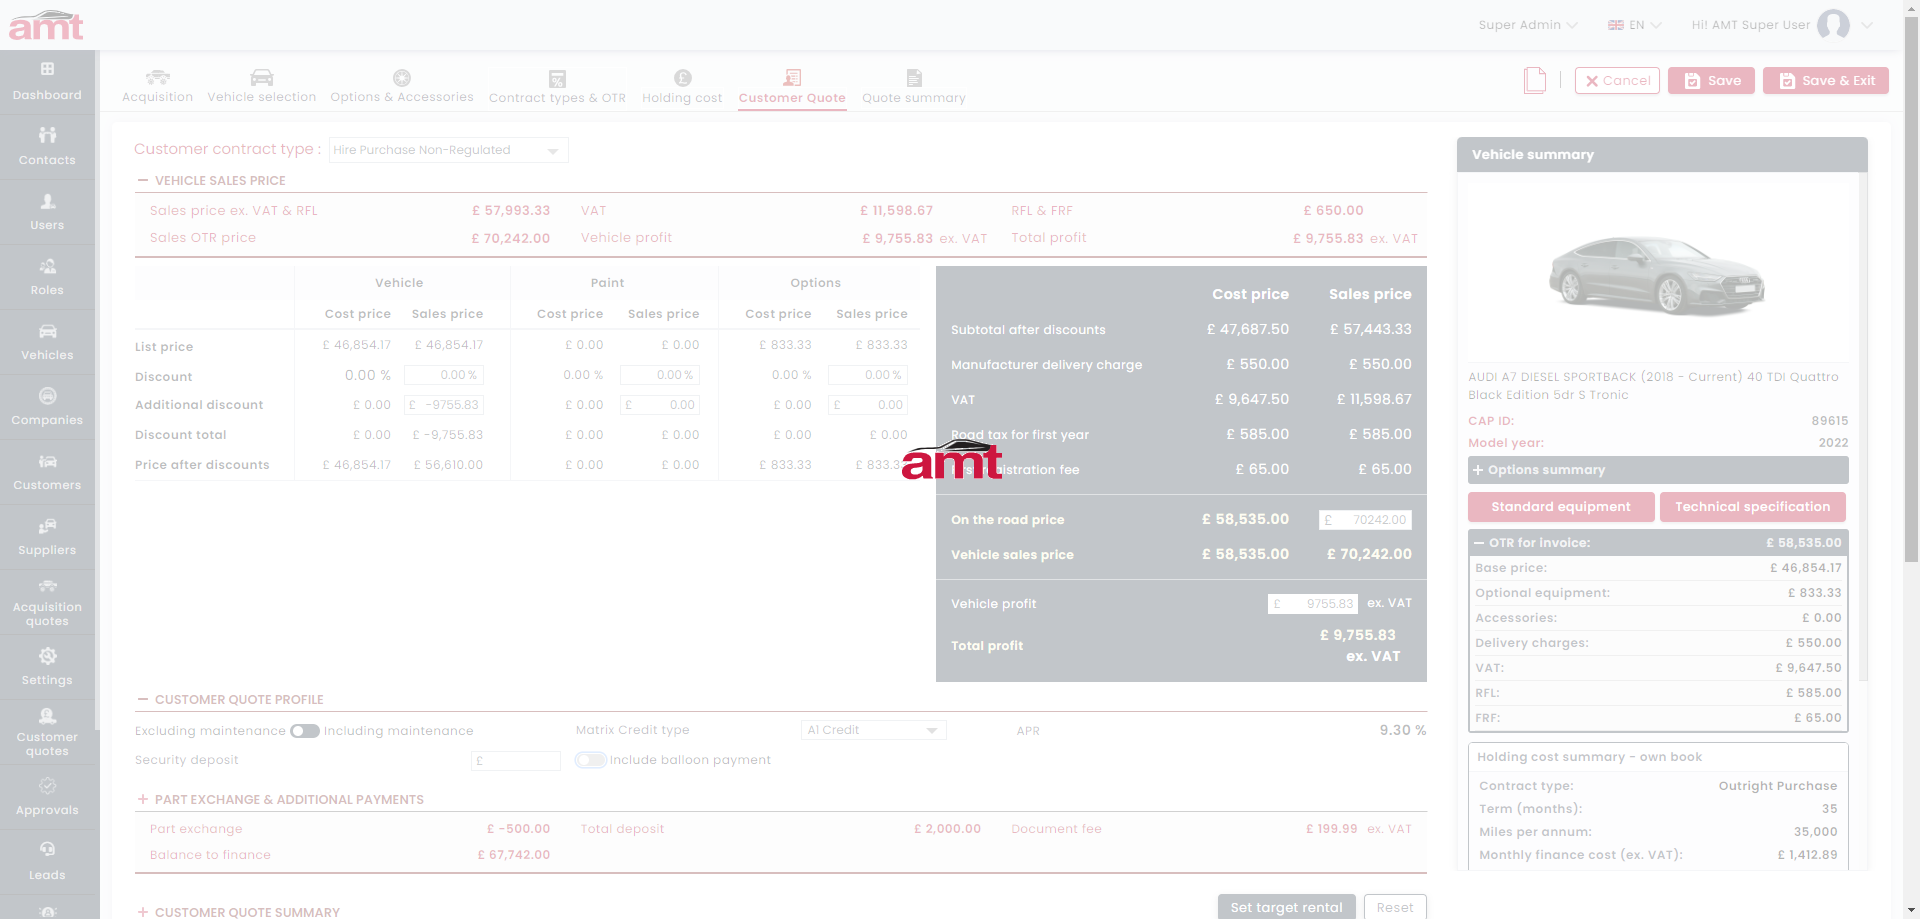 amt
Super Admin
EN
Hi! AMT Super User
Dashboard
Contacts
Users
Roles
Vehicles
Companies
Customers
Suppliers
Acquisition quotes
Settings
Customer quotes
Approvals
Leads
Acquisition
Vehicle selection
Options & Accessories
Contract types & OTR
Holding cost
Customer Quote
Quote summary
Cancel
Save
Save & Exit
Customer contract type : Hire Purchase Non-Regulated
VEHICLE SALES PRICE
Sales price ex. VAT & RFL £ 57,993.33 VAT £ 11,598.67 RFL & FRF £ 650.00
Sales OTR price £ 70,242.00 Vehicle profit £ 9,755.83 ex. VAT Total profit £ 9,755.83 ex. VAT
Vehicle Paint Options
Cost price Sales price Cost price Sales price Cost price Sales price
List price £ 46,854.17 £ 46,854.17 £ 0.00 £ 0.00 £ 833.33 £ 833.33
Discount 0.00 % 0.00 % 0.00 % 0.00 % 0.00 % 0.00 %
Additional discount £ 0.00 £ -9755.83 £ 0.00 £ 0.00 £ 0.00 £ 0.00
Discount total £ 0.00 £ -9,755.83 £ 0.00 £ 0.00 £ 0.00 £ 0.00
Price after discounts £ 46,854.17 £ 56,610.00 £ 0.00 £ 0.00 £ 833.33 £ 833.3
Cost price Sales price
Subtotal after discounts £ 47,687.50 £ 57,443.33
Manufacturer delivery charge £ 550.00 £ 550.00
VAT £ 9,647.50 £ 11,598.67
Road tax for first year £ 585.00 £ 585.00
amt
registration fee £ 65.00 £ 65.00
On the road price £ 58,535.00 £ 70242.00
Vehicle sales price £ 58,535.00 £ 70,242.00
Vehicle profit £ 9755.83 ex. VAT
Total profit £ 9,755.83
ex. VAT
CUSTOMER QUOTE PROFILE
Excluding maintenance Including maintenance Matrix Credit type A1 Credit APR 9.30 %
Security deposit £ Include balloon payment
PART EXCHANGE & ADDITIONAL PAYMENTS
Part exchange £ -500.00 Total deposit £ 2,000.00 Document fee £ 199.99 ex. VAT
Balance to finance £ 67,742.00
CUSTOMER QUOTE SUMMARY
Set target rental
Reset
Vehicle summary
AUDI A7 DIESEL SPORTBACK (2018 - Current) 40 TDI Quattro
Black Edition 5dr S Tronic
CAP ID: 89615
Model year: 2022
Options summary
Standard equipment
Technical specification
OTR for invoice: £ 58,535.00
Base price: £ 46,854.17
Optional equipment: £ 833.33
Accessories: £ 0.00
Delivery charges: £ 550.00
VAT: £ 9,647.50
RFL: £ 585.00
FRF: £ 65.00
Holding cost summary - own book
Contract type: Outright Purchase
Term (months): 35
Miles per annum: 35,000
Monthly finance cost (ex. VAT): £ 1,412.89